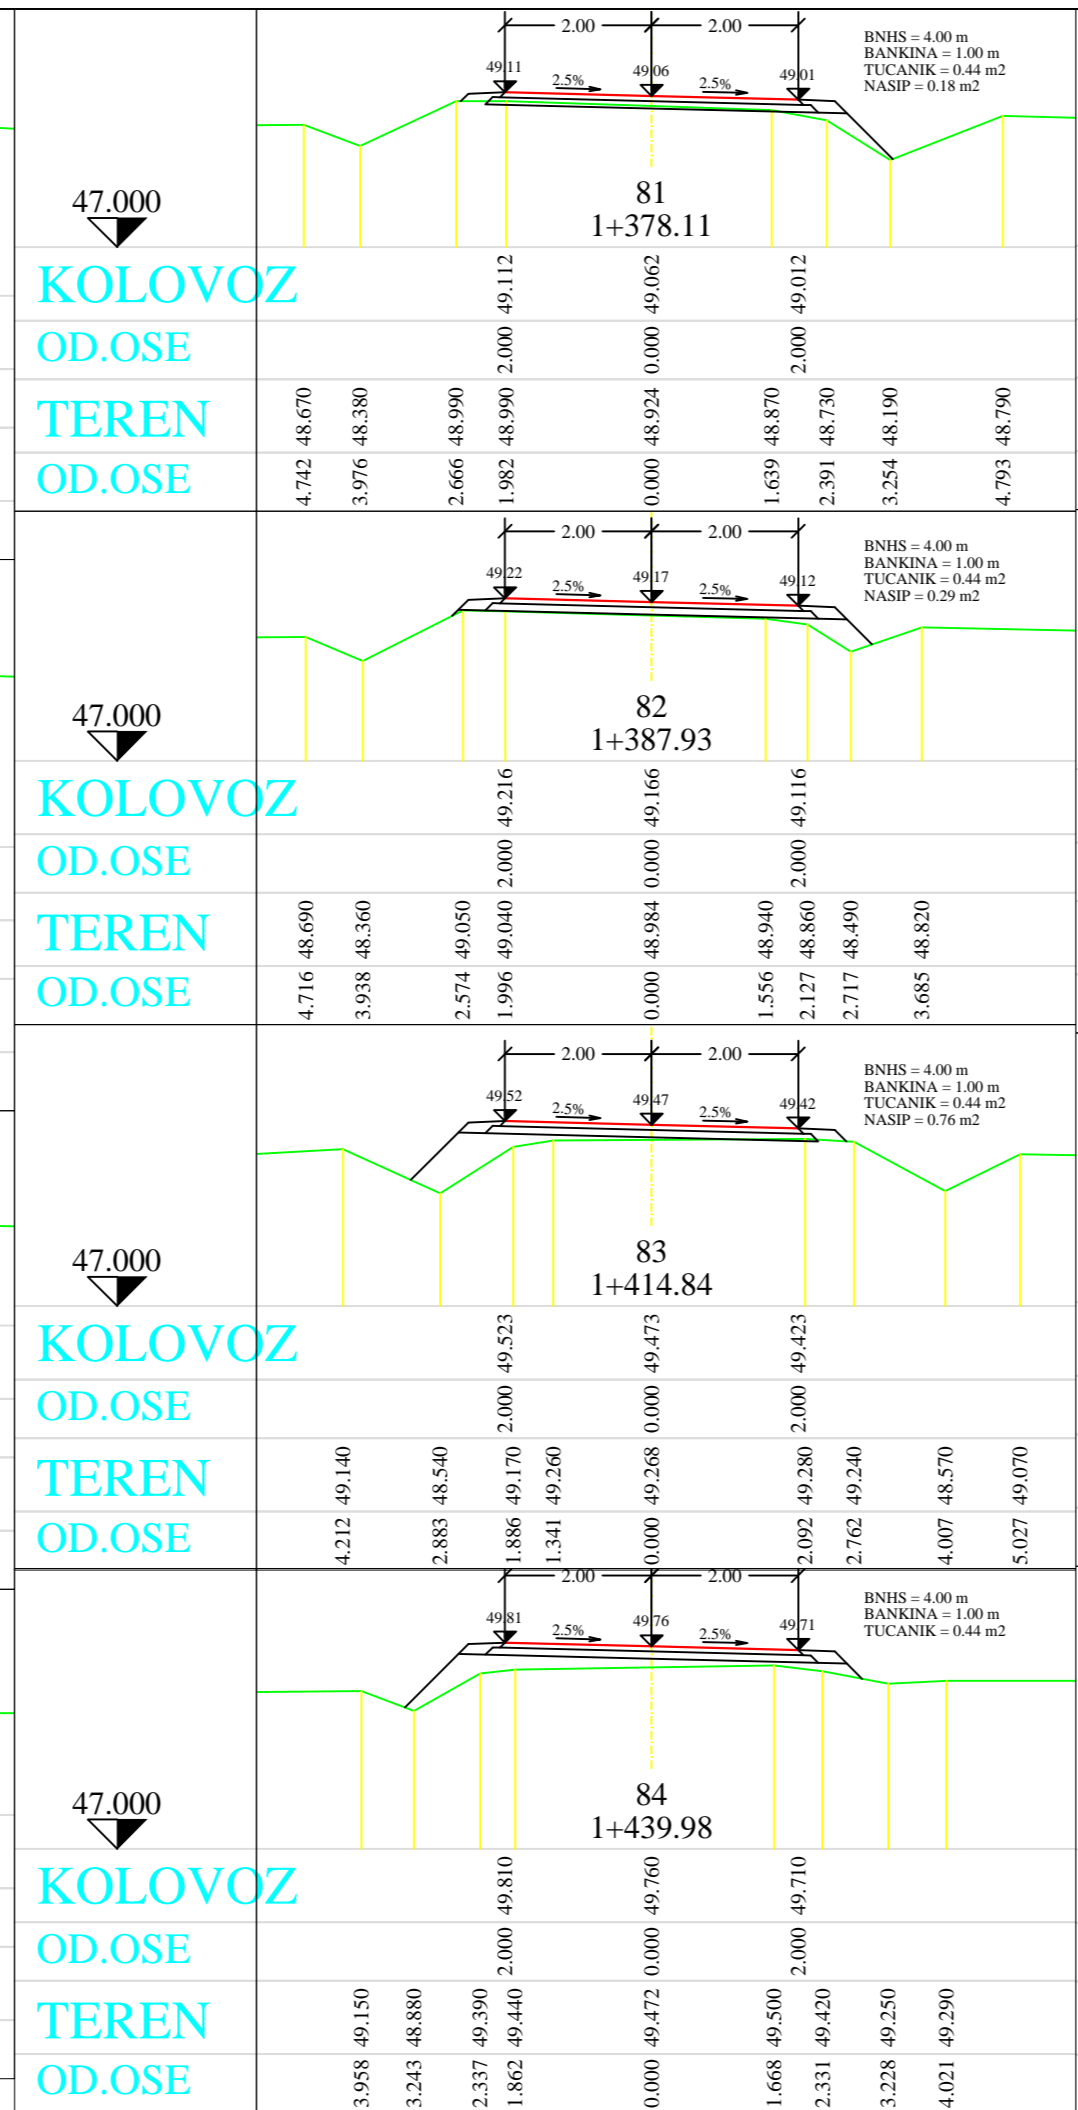 2.00 2.00
BNHS = 4.00 m
BANKINA = 1.00 m
TUCANIK = 0.44 m2
NASIP = 0.18 m2
49.11 2.5% 49.06 2.5% 49.01
81
1+378.11
47.000
KOLOVOZ 49.112 49.062 49.012
OD.OSE 2.000 0.000 2.000
TEREN 48.670 48.380 48.990 48.990 48.924 48.870 48.730 48.190 48.790
OD.OSE 4.742 3.976 2.666 1.982 0.000 1.639 2.391 3.254 4.793
2.00 2.00
BNHS = 4.00 m
BANKINA = 1.00 m
TUCANIK = 0.44 m2
NASIP = 0.29 m2
49.22 2.5% 49.17 2.5% 49.12
82
1+387.93
47.000
KOLOVOZ 49.216 49.166 49.116
OD.OSE 2.000 0.000 2.000
TEREN 48.690 48.360 49.050 49.040 48.984 48.940 48.860 48.490 48.820
OD.OSE 4.716 3.938 2.574 1.996 0.000 1.556 2.127 2.717 3.685
2.00 2.00
BNHS = 4.00 m
BANKINA = 1.00 m
TUCANIK = 0.44 m2
NASIP = 0.76 m2
49.52 2.5% 49.47 2.5% 49.42
83
1+414.84
47.000
KOLOVOZ 49.523 49.473 49.423
OD.OSE 2.000 0.000 2.000
TEREN 49.140 48.540 49.170 49.260 49.268 49.280 49.240 48.570 49.070
OD.OSE 4.212 2.883 1.886 1.341 0.000 2.092 2.762 4.007 5.027
2.00 2.00
BNHS = 4.00 m
BANKINA = 1.00 m
TUCANIK = 0.44 m2
49.81 2.5% 49.76 2.5% 49.71
84
1+439.98
47.000
KOLOVOZ 49.810 49.760 49.710
OD.OSE 2.000 0.000 2.000
TEREN 49.150 48.880 49.390 49.440 49.472 49.500 49.420 49.250 49.290
OD.OSE 3.958 3.243 2.337 1.862 0.000 1.668 2.331 3.228 4.021